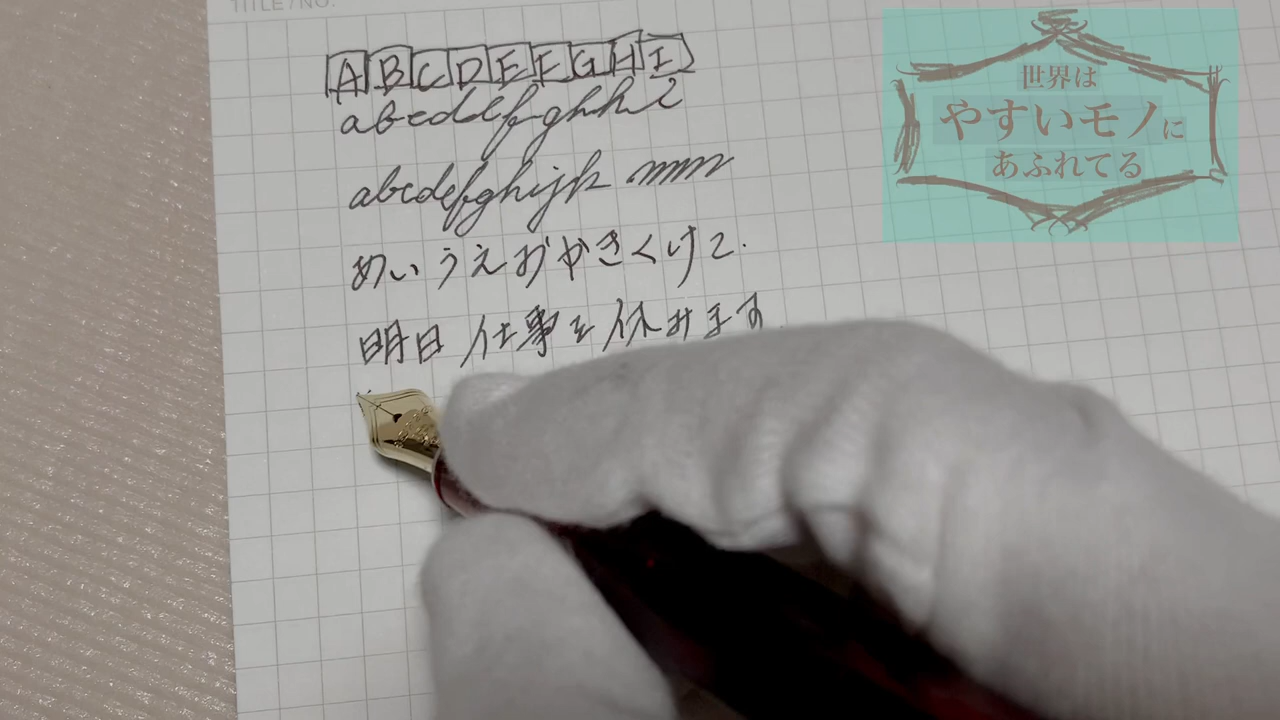 TITLE / NO.
ABCDEFGHI
abcdefghhi
abcdefghijk mmm
あいうえおかきくけこ.
明日仕事を休みます.
世界は
やすいモノに
あふれてる